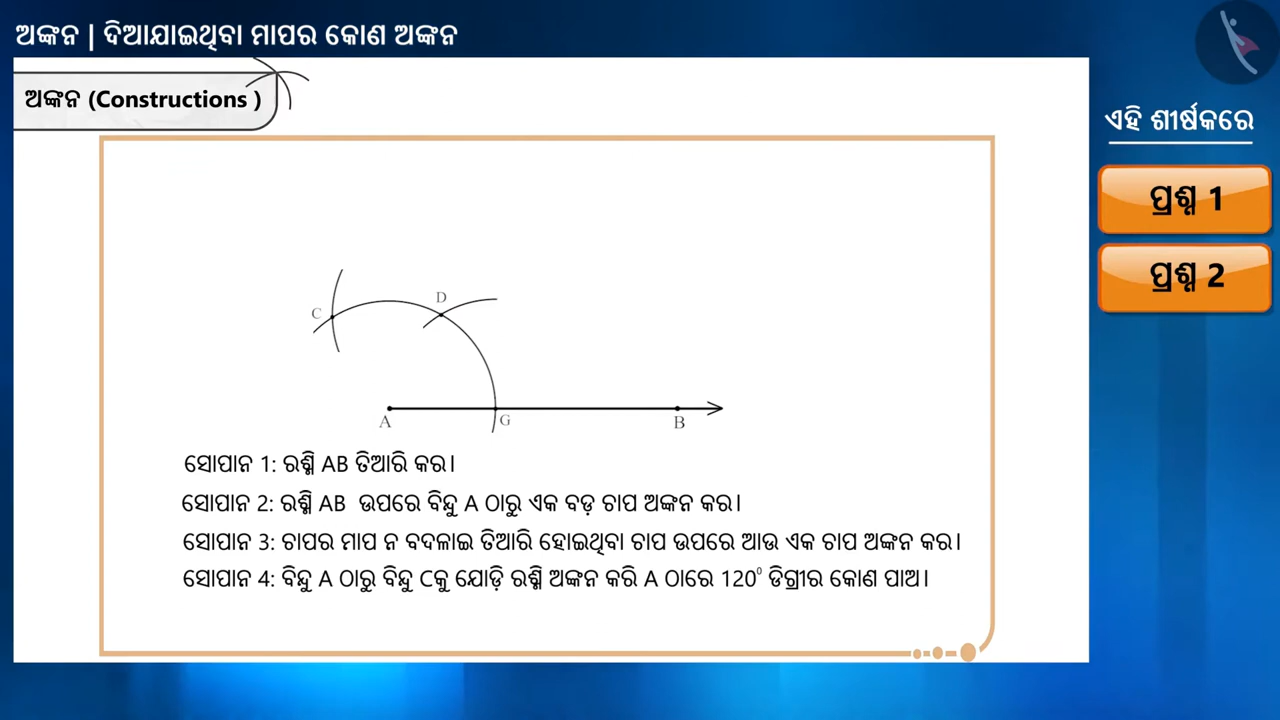 ଅଙ୍କନ | ଦିଆଯାଇଥିବା ମାପର କୋଣ ଅଙ୍କନ
ଅଙ୍କନ (Constructions )
ଏହି ଶୀର୍ଷକରେ
ପ୍ରଶ୍ନ 1
ପ୍ରଶ୍ନ 2
C
D
A
G
B
ସୋପାନ 1: ରଶ୍ମି AB ତିଆରି କର।
ସୋପାନ 2: ରଶ୍ମି AB ଉପରେ ବିନ୍ଦୁ A ଠାରୁ ଏକ ବଡ଼ ଚାପ ଅଙ୍କନ କର।
ସୋପାନ 3: ଚାପର ମାପ ନ ବଦଳାଇ ତିଆରି ହୋଇଥିବା ଚାପ ଉପରେ ଆଉ ଏକ ଚାପ ଅଙ୍କନ କର।
ସୋପାନ 4: ବିନ୍ଦୁ A ଠାରୁ ବିନ୍ଦୁ Cକୁ ଯୋଡ଼ି ରଶ୍ମି ଅଙ୍କନ କରି A ଠାରେ 120⁰ ଡିଗ୍ରୀର କୋଣ ପାଅ।